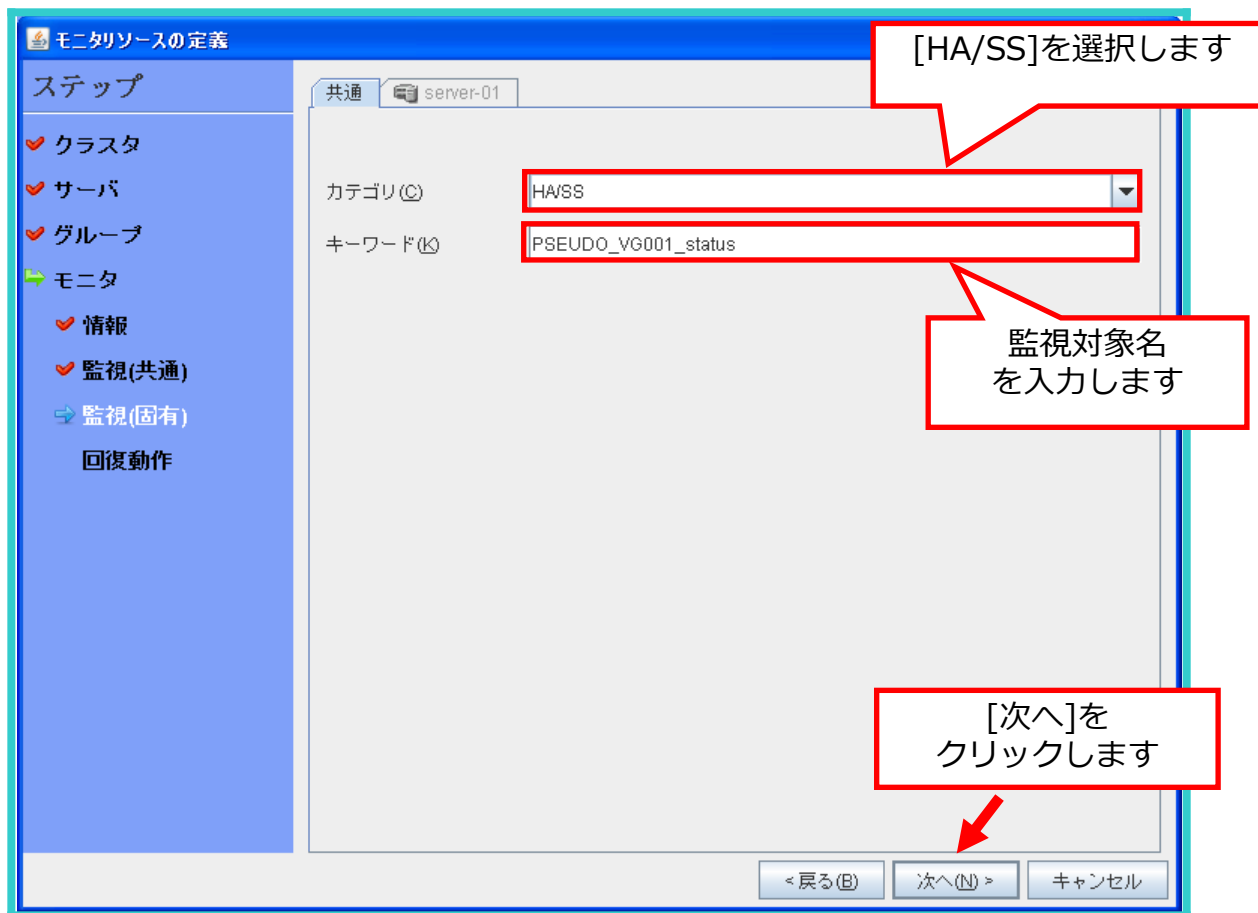 モニタリソースの定義
[HA/SS]を選択します
ステップ
共通
server-01
クラスタ
サーバ
グループ
モニタ
情報
監視(共通)
監視(固有)
回復動作
カテゴリ(C)
HA/SS
キーワード(K)
PSEUDO_VG001_status
監視対象名
を入力します
[次へ]を
クリックします
<戻る(B)
次へ(N) >
キャンセル